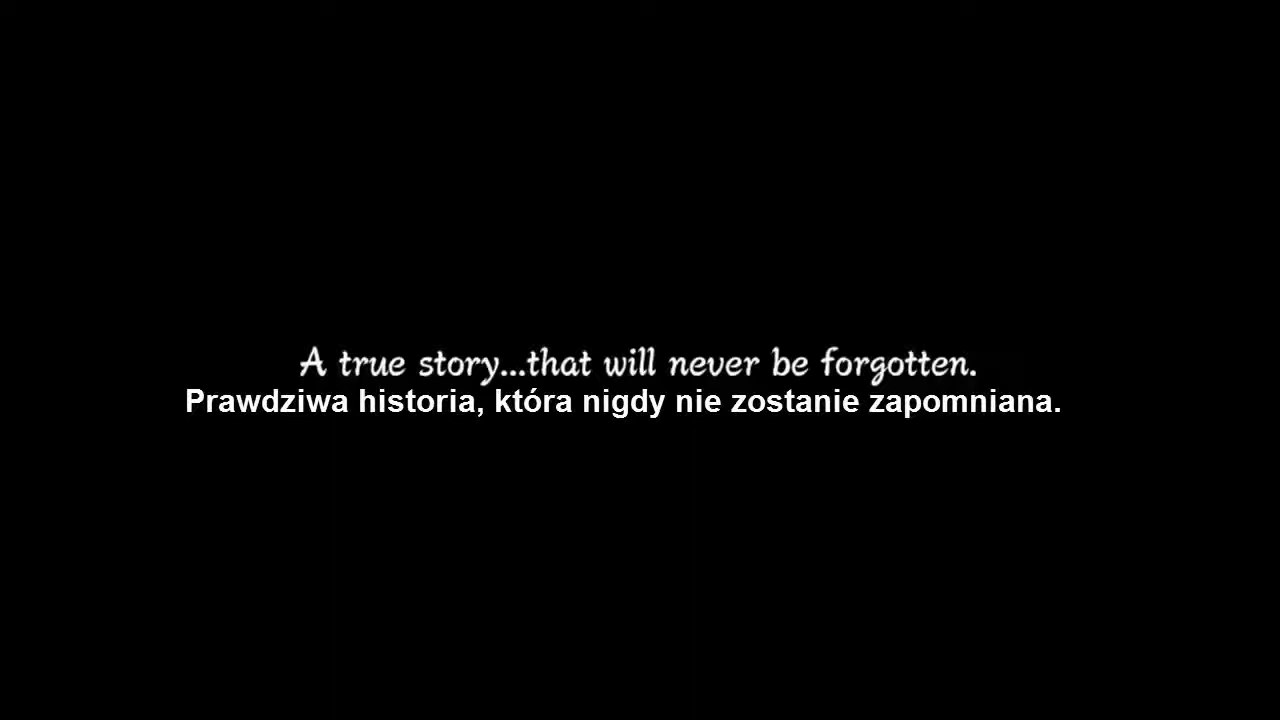 A true story...that will never be forgotten.
Prawdziwa historia, która nigdy nie zostanie zapomniana.